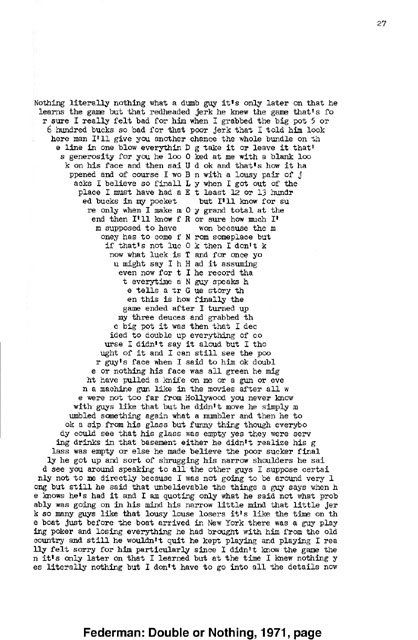 27
Nothing literally nothing what a dumb guy it's only later on that he
learns the game but that redheaded jerk he knew the game that's fo
r sure I really felt bad for him when I grabbed the big pot 5 or
6 hundred bucks so bad for that poor jerk that I told him look
here man I'll give you another chance the whole bundle on th
e line in one blow everythin D g take it or leave it that'
s generosity for you he loo O ked at me with a blank loo
k on his face and then sai U d ok and that's how it ha
ppened and of course I wo B n with a lousy pair of j
acks I believe so finall L y when I got out of the
place I must have had a E t least 12 or 13 hundr
ed bucks in my pocket but I'll know for su
re only when I make m O y grand total at the
end then I'll know f R or sure how much I'
m supposed to have won because the m
oney has to come f N rom someplace but
if that's not luc O k then I don't k
now what luck is T and for once yo
u might say I h H ad it assuming
even now for t I he record tha
t everytime a N guy speaks h
e tells a tr G ue story th
en this is how finally the
game ended after I turned up
my three deuces and grabbed th
e big pot it was then that I dec
ided to double up everything of co
urse I didn't say it aloud but I tho
ught of it and I can still see the poo
r guy's face when I said to him ok doubl
e or nothing his face was all green he mig
ht have pulled a knife on me or a gun or eve
n a machine gun like in the movies after all w
e were not too far from Hollywood you never know
with guys like that but he didn't move he simply m
umbled something again what a mumbler and then he to
ok a sip from his glass but funny thing though everybo
dy could see that his glass was empty yes they were serv
ing drinks in that basement either he didn't realize his g
lass was empty or else he made believe the poor sucker final
ly he got up and sort of shrugging his narrow shoulders he sai
d see you around speaking to all the other guys I suppose certai
nly not to me directly because I was not going to be around very l
ong but still he said that unbelievable the things a guy says when h
e knows he's had it and I am quoting only what he said not what prob
ably was going on in his mind his narrow little mind that little jer
k so many guys like that lousy louse losers it's like the time on th
e boat just before the boat arrived in New York there was a guy play
ing poker and losing everything he had brought with him from the old
country and still he wouldn't quit he kept playing and playing I rea
lly felt sorry for him particularly since I didn't know the game the
n it's only later on that I learned but at the time I knew nothing y
es literally nothing but I don't have to go into all the details now
Federman: Double or Nothing, 1971, page